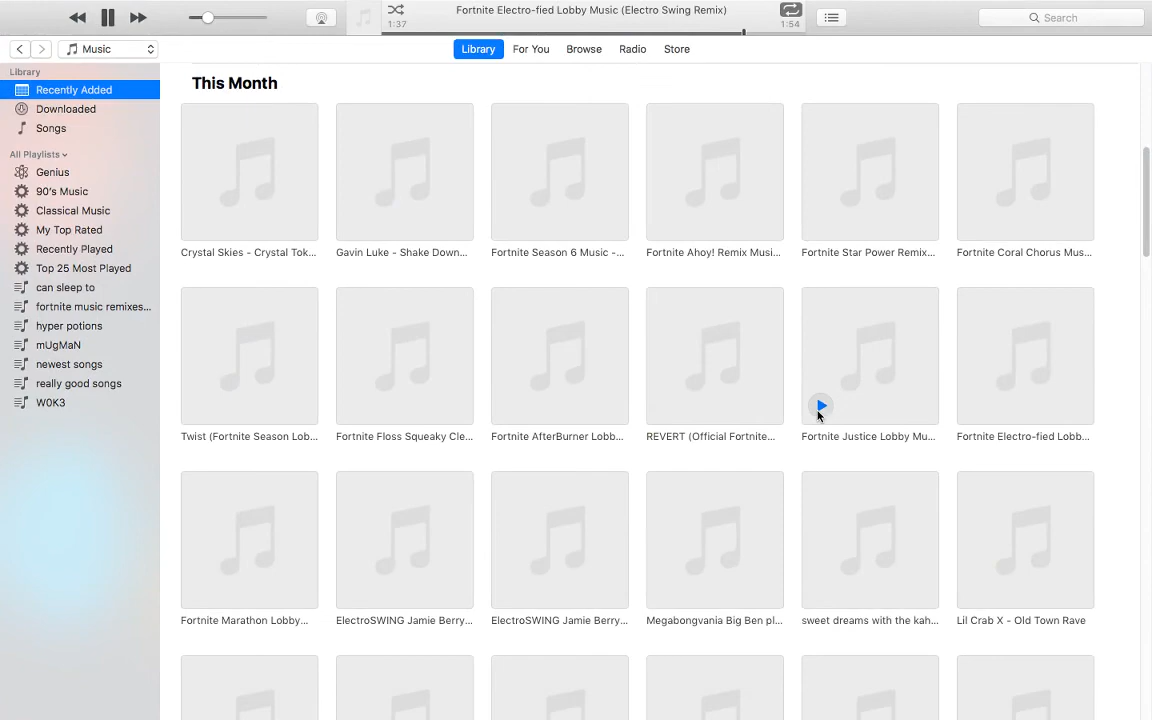 Fortnite Electro-fied Lobby Music (Electro Swing Remix)
1:37
1:54
Search
Music
Library
For You
Browse
Radio
Store
Library
Recently Added
Downloaded
Songs
All Playlists
Genius
90's Music
Classical Music
My Top Rated
Recently Played
Top 25 Most Played
can sleep to
fortnite music remixes...
hyper potions
mUgMaN
newest songs
really good songs
W0K3
This Month
Crystal Skies - Crystal Tok...
Gavin Luke - Shake Down...
Fortnite Season 6 Music -...
Fortnite Ahoy! Remix Musi...
Fortnite Star Power Remix...
Fortnite Coral Chorus Mus...
Twist (Fortnite Season Lob...
Fortnite Floss Squeaky Cle...
Fortnite AfterBurner Lobb...
REVERT (Official Fortnite...
Fortnite Justice Lobby Mu...
Fortnite Electro-fied Lobb...
Fortnite Marathon Lobby...
ElectroSWING Jamie Berry...
ElectroSWING Jamie Berry...
Megabongvania Big Ben pl...
sweet dreams with the kah...
Lil Crab X - Old Town Rave